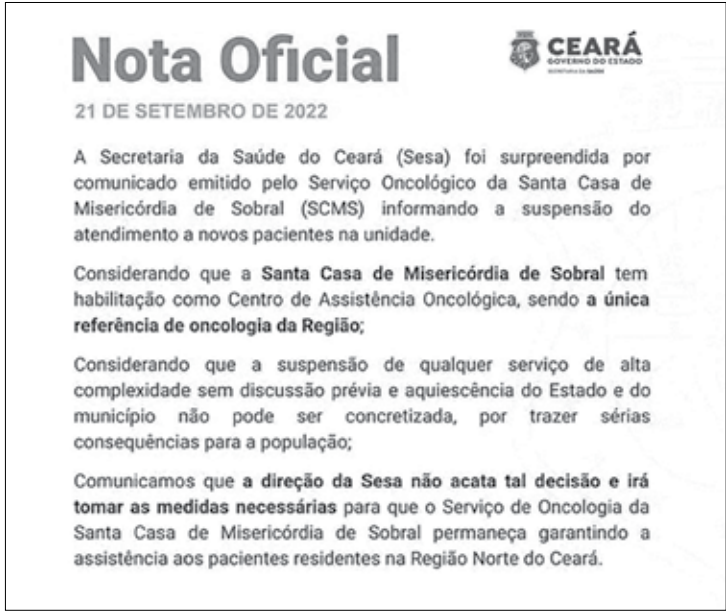 Nota Oficial
CEARÁ
GOVERNO DO ESTADO
SECRETARIA DA SAÚDE
21 DE SETEMBRO DE 2022
A Secretaria da Saúde do Ceará (Sesa) foi surpreendida por
comunicado emitido pelo Serviço Oncológico da Santa Casa de
Misericórdia de Sobral (SCMS) informando a suspensão do
atendimento a novos pacientes na unidade.
Considerando que a Santa Casa de Misericórdia de Sobral tem
habilitação como Centro de Assistência Oncológica, sendo a única
referência de oncologia da Região;
Considerando que a suspensão de qualquer serviço de alta
complexidade sem discussão prévia e aquiescência do Estado e do
município não pode ser concretizada, por trazer sérias
consequências para a população;
Comunicamos que a direção da Sesa não acata tal decisão e irá
tomar as medidas necessárias para que o Serviço de Oncologia da
Santa Casa de Misericórdia de Sobral permaneça garantindo a
assistência aos pacientes residentes na Região Norte do Ceará.